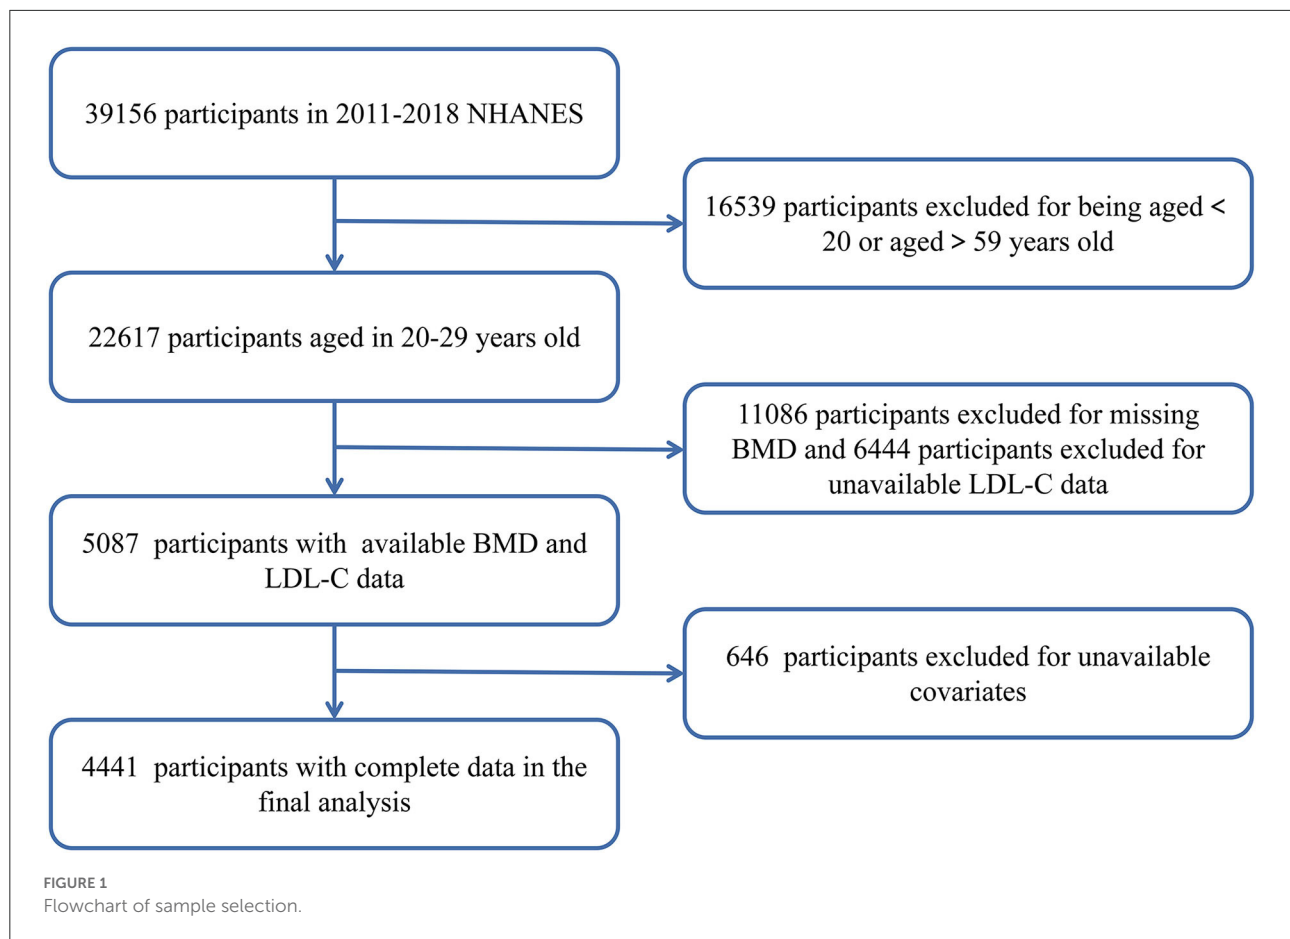 39156 participants in 2011-2018 NHANES
16539 participants excluded for being aged <
20 or aged > 59 years old
22617 participants aged in 20-29 years old
11086 participants excluded for missing
BMD and 6444 participants excluded for
unavailable LDL-C data
5087 participants with available BMD and
LDL-C data
646 participants excluded for unavailable
covariates
4441 participants with complete data in the
final analysis
FIGURE 1
Flowchart of sample selection.